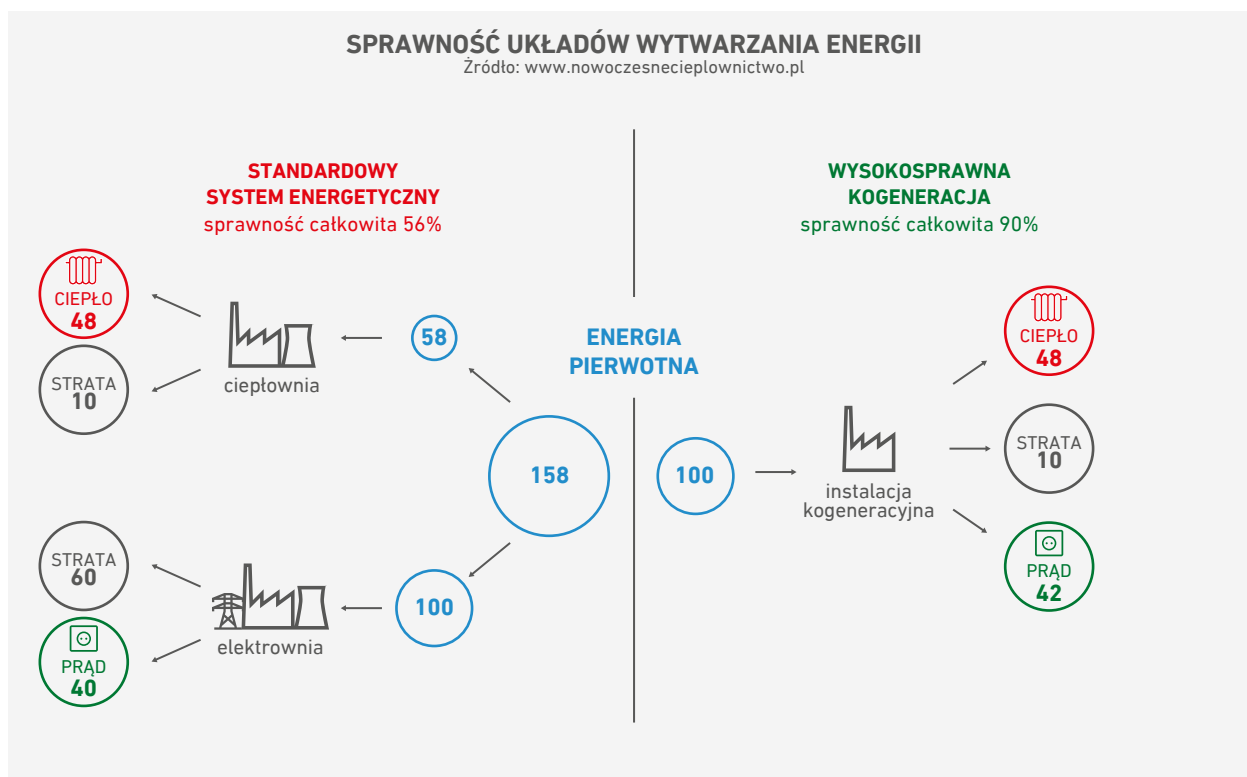 SPRAWNOŚĆ UKŁADÓW WYTWARZANIA ENERGII
Źródło: www.nowoczesnecieplownictwo.pl
STANDARDOWY
SYSTEM ENERGETYCZNY
sprawność całkowita 56%
CIEPŁO
48
STRATA
10
ciepłownia
58
158
STRATA
60
PRĄD
40
elektrownia
100
ENERGIA
PIERWOTNA
WYSOKOSPRAWNA
KOGENERACJA
sprawność całkowita 90%
100
instalacja
kogeneracyjna
CIEPŁO
48
STRATA
10
PRĄD
42